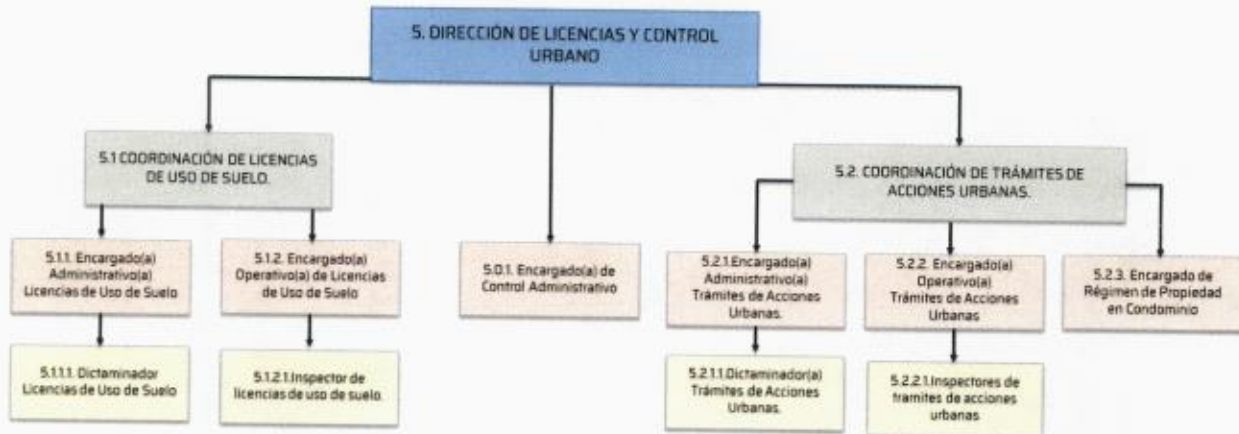 5. DIRECCIÓN DE LICENCIAS Y CONTROL
URBANO
5.1 COORDINACIÓN DE LICENCIAS
DE USO DE SUELO.
5.2. COORDINACIÓN DE TRÁMITES DE
ACCIONES URBANAS.
5.1.1. Encargado(a)
Administrativo(a)
Licencias de Uso de Suelo
5.1.2. Encargado(a)
Operativo(a) de Licencias
de Uso de Suelo
5.0.1. Encargado(a) de
Control Administrativo
5.2.1.Encargado(a)
Administrativo(a)
Trámites de Acciones
Urbanas.
5.2.2. Encargado(a)
Operativo(a)
Trámites de Acciones
Urbanas
5.2.3. Encargado de
Régimen de Propiedad
en Condominio
5.1.1.1. Dictaminador
Licencias de Uso de Suelo
5.1.2.1.Inspector de
licencias de uso de suelo.
5.2.1.1.Dictaminador(a)
Trámites de Acciones
Urbanas.
5.2.2.1.Inspectores de
tramites de acciones
urbanas